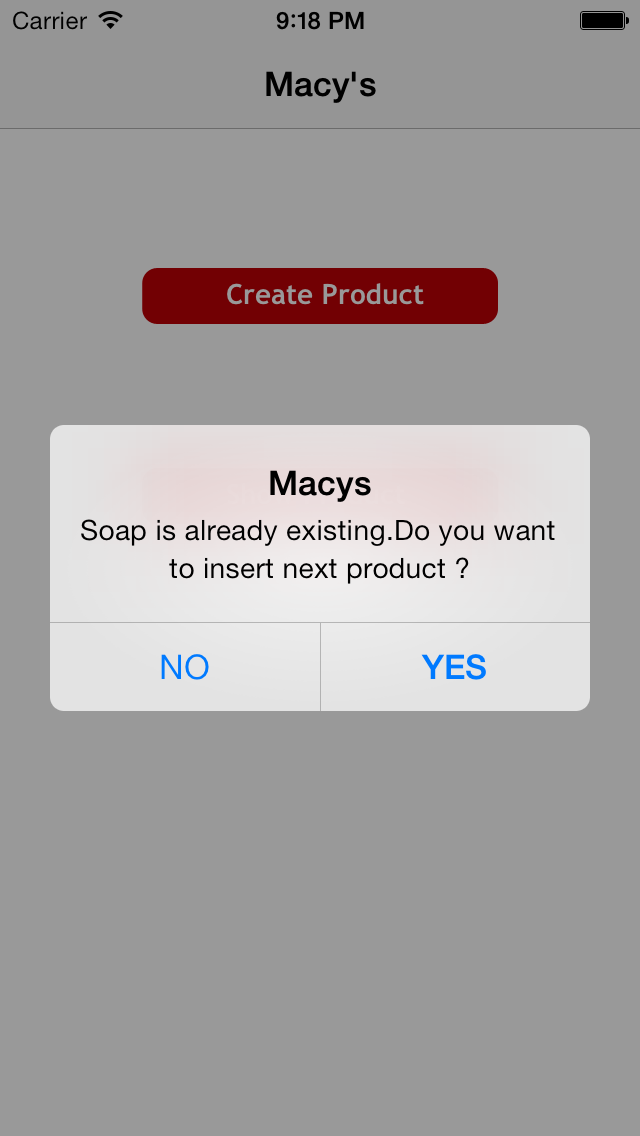 Carrier 9:18 PM
Macy's
Create Product
Macys
Soap is already existing.Do you want
to insert next product ?
NO YES